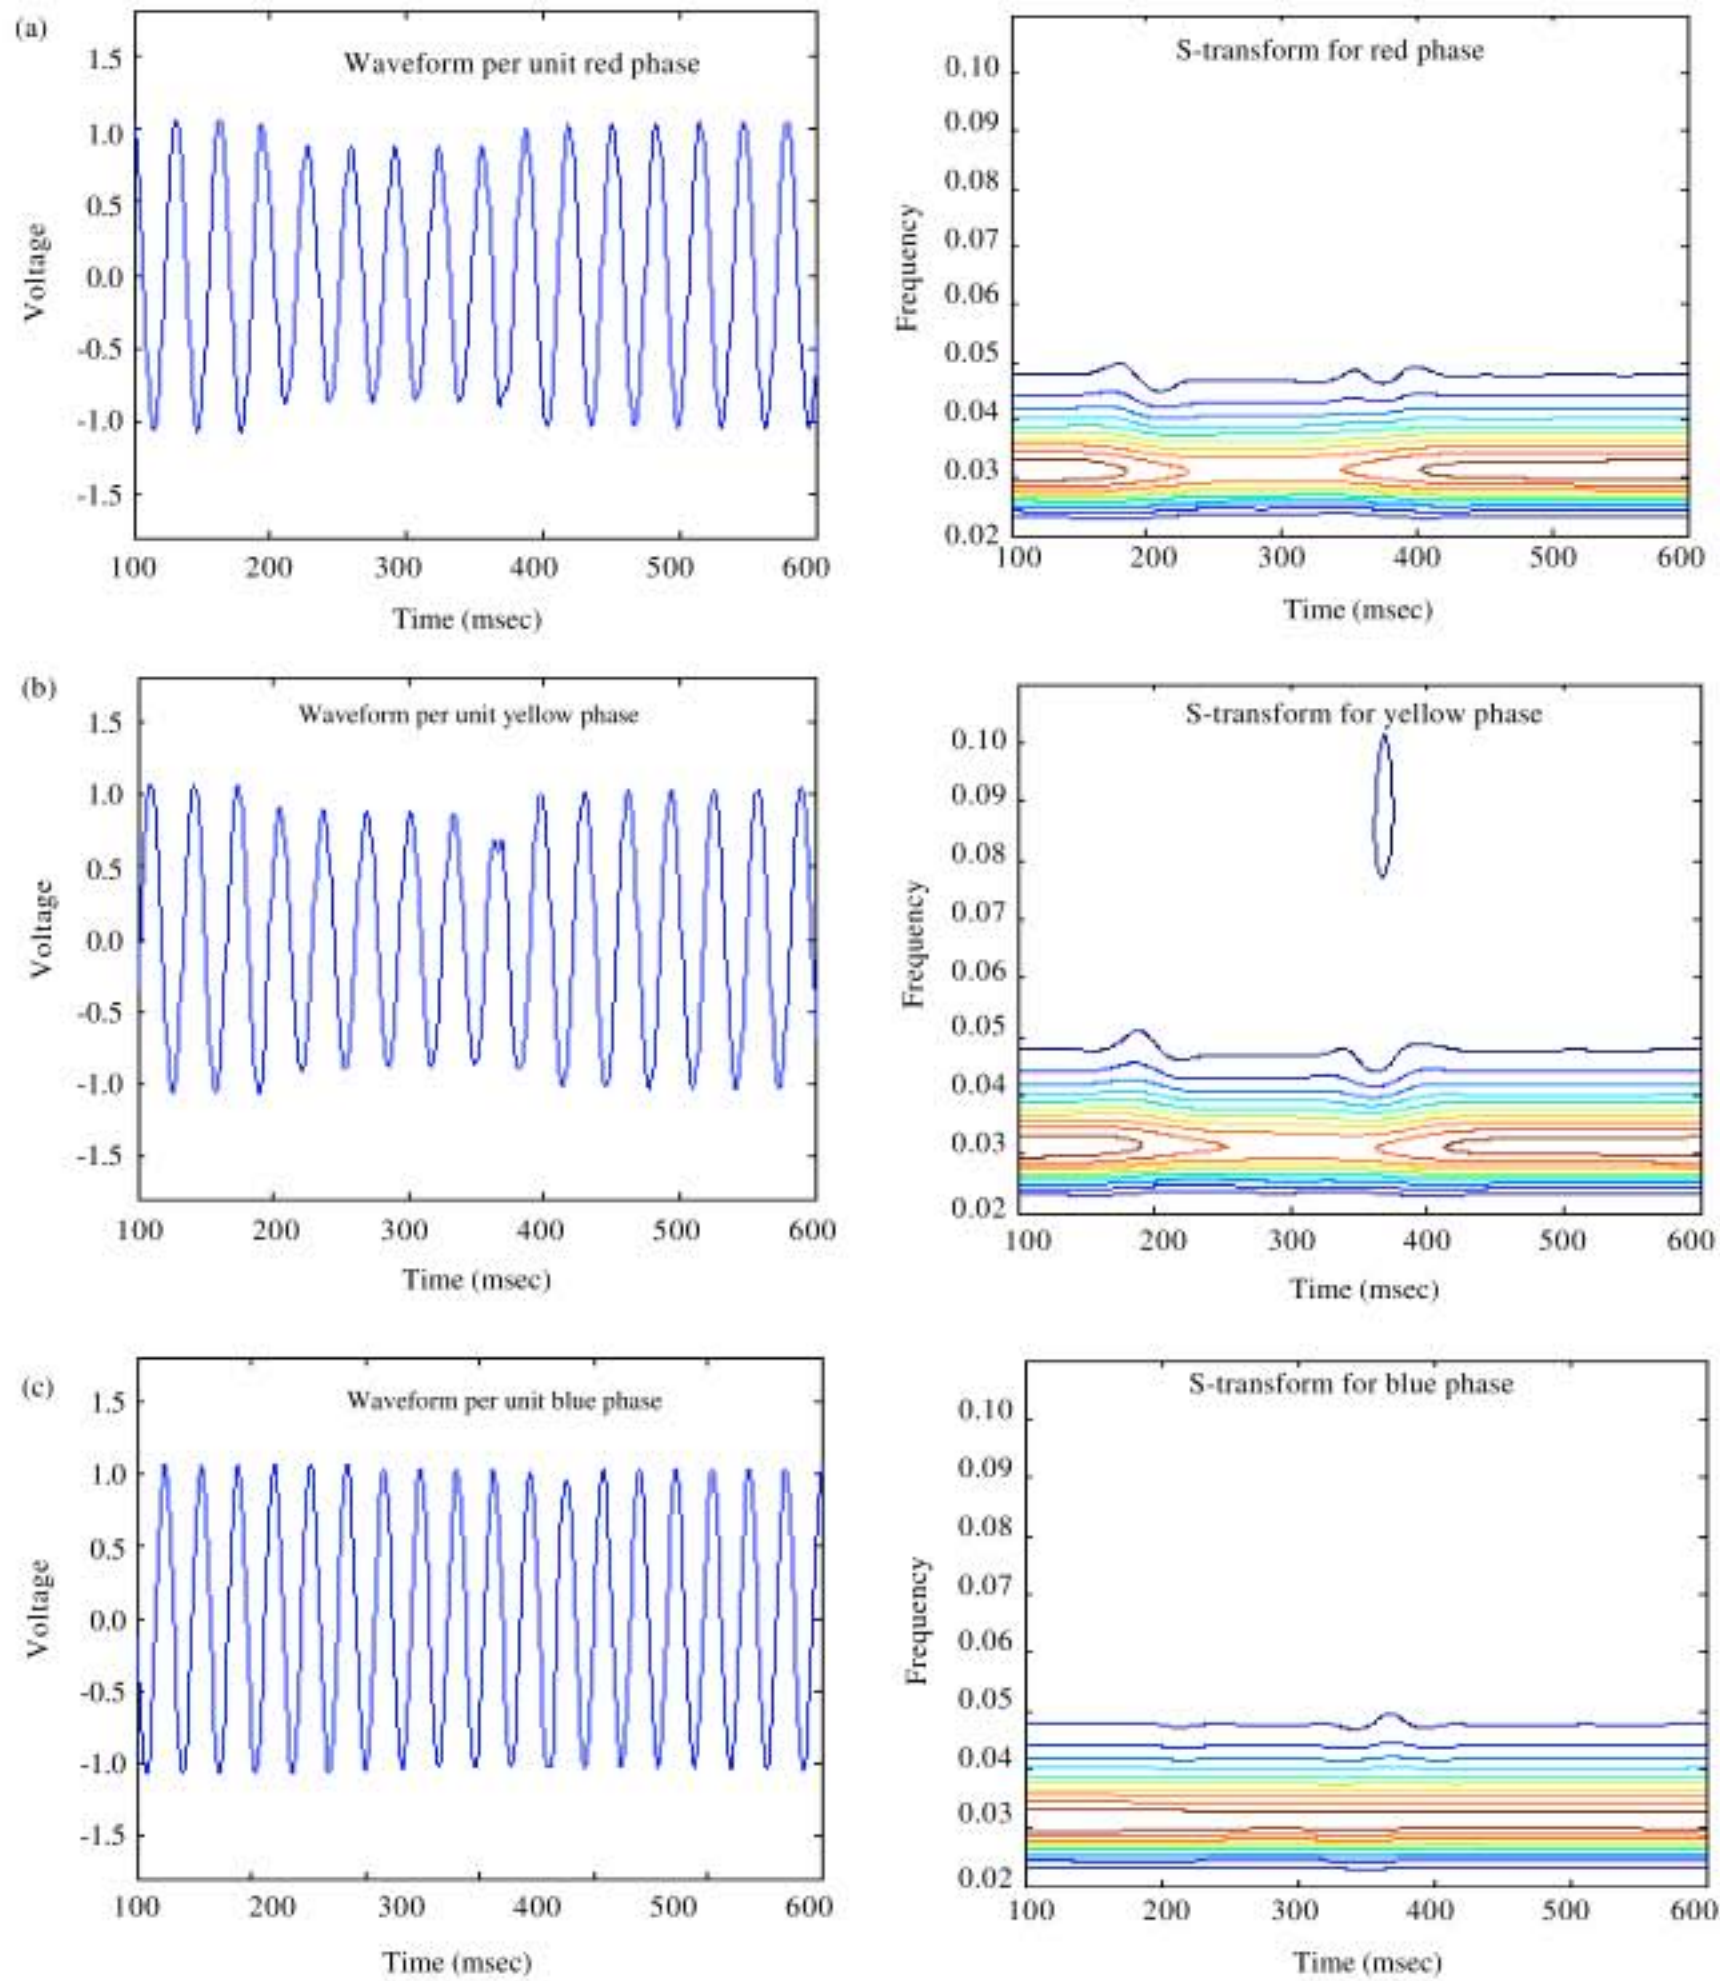 (a)
Waveform per unit red phase
1.5
1.0
0.5
0.0
-0.5
-1.0
-1.5
Voltage
100 200 300 400 500 600
Time (msec)
S-transform for red phase
0.10
0.09
0.08
0.07
0.06
0.05
0.04
0.03
0.02
Frequency
100 200 300 400 500 600
Time (msec)
(b)
Waveform per unit yellow phase
1.5
1.0
0.5
0.0
-0.5
-1.0
-1.5
Voltage
100 200 300 400 500 600
Time (msec)
S-transform for yellow phase
0.10
0.09
0.08
0.07
0.06
0.05
0.04
0.03
0.02
Frequency
100 200 300 400 500 600
Time (msec)
(c)
Waveform per unit blue phase
1.5
1.0
0.5
0.0
-0.5
-1.0
-1.5
Voltage
100 200 300 400 500 600
Time (msec)
S-transform for blue phase
0.10
0.09
0.08
0.07
0.06
0.05
0.04
0.03
0.02
Frequency
100 200 300 400 500 600
Time (msec)